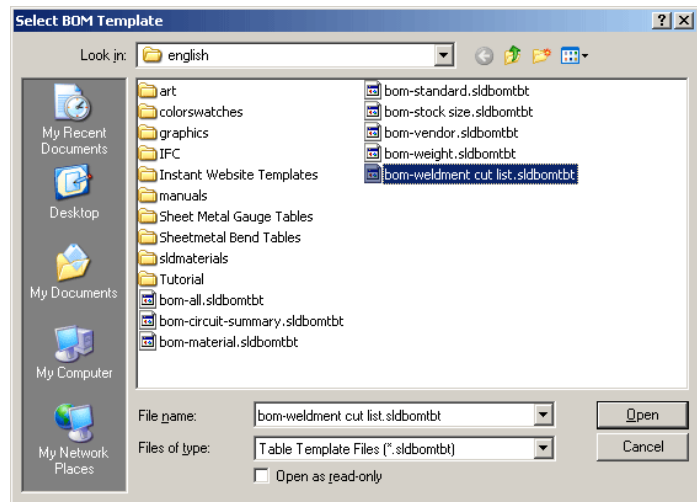 Select BOM Template
Look in: english
My Recent
Documents
Desktop
My Documents
My Computer
My Network
Places
art
colorswatches
graphics
IFC
Instant Website Templates
manuals
Sheet Metal Gauge Tables
Sheetmetal Bend Tables
sldmaterials
Tutorial
bom-all.sldbomtbt
bom-circuit-summary.sldbomtbt
bom-material.sldbomtbt
bom-standard.sldbomtbt
bom-stock size.sldbomtbt
bom-vendor.sldbomtbt
bom-weight.sldbomtbt
bom-weldment cut list.sldbomtbt
File name: bom-weldment cut list.sldbomtbt Open
Files of type: Table Template Files (*.sldbomtbt) Cancel
Open as read-only